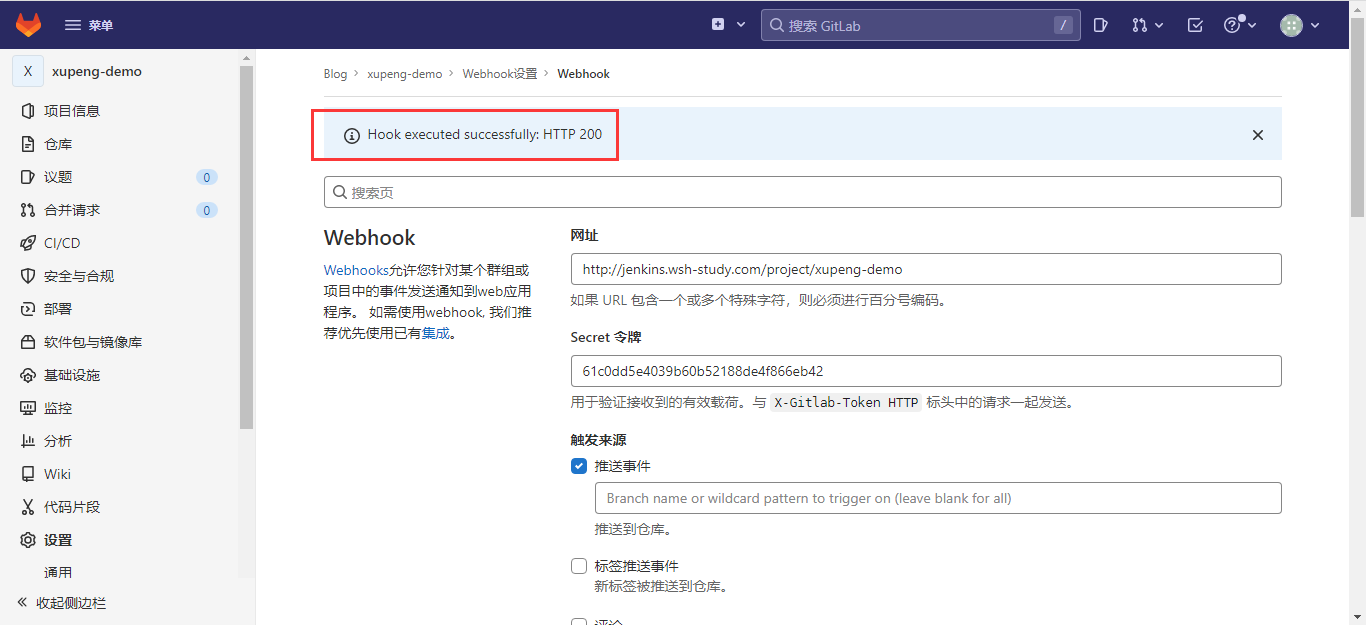 菜单
搜索 GitLab
/
X
xupeng-demo
项目信息
仓库
议题
0
合并请求
0
CI/CD
安全与合规
部署
软件包与镜像库
基础设施
监控
分析
Wiki
代码片段
设置
通用
收起侧边栏
Blog
xupeng-demo
Webhook设置
Webhook
Hook executed successfully: HTTP 200
搜索页
Webhook
Webhooks允许您针对某个群组或
项目中的事件发送通知到web应用
程序。 如需使用webhook, 我们推
荐优先使用已有集成。
网址
http://jenkins.wsh-study.com/project/xupeng-demo
如果 URL 包含一个或多个特殊字符，则必须进行百分号编码。
Secret 令牌
61c0dd5e4039b60b52188de4f866eb42
用于验证接收到的有效载荷。与 X-Gitlab-Token HTTP 标头中的请求一起发送。
触发来源
推送事件
Branch name or wildcard pattern to trigger on (leave blank for all)
推送到仓库。
标签推送事件
新标签被推送到仓库。
评论